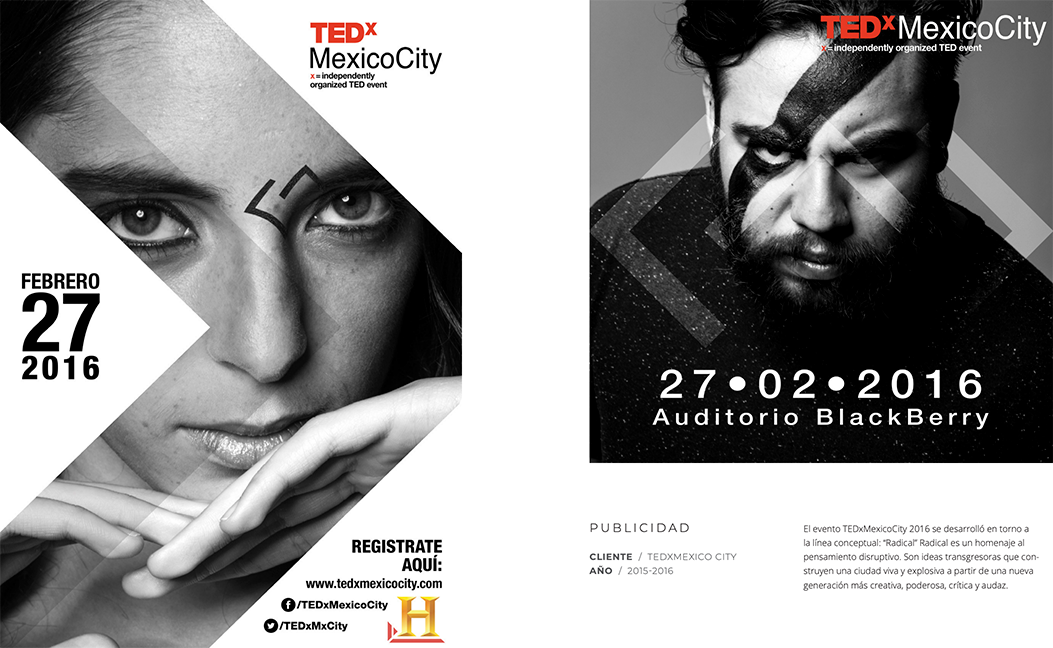 TEDx
MexicoCity
x = independently
organized TED event
FEBRERO
27
2016
REGISTRATE
AQUÍ:
www.tedxmexicocity.com
/TEDxMexicoCity
/TEDxMxCity
H
TEDxMexicoCity
x = independently organized TED event
27•02•2016
Auditorio BlackBerry
PUBLICIDAD
CLIENTE / TEDXMEXICO CITY
AÑO / 2015-2016
El evento TEDxMexicoCity 2016 se desarrolló en torno a
la línea conceptual: “Radical” Radical es un homenaje al
pensamiento disruptivo. Son ideas transgresoras que con-
struyen una ciudad viva y explosiva a partir de una nueva
generación más creativa, poderosa, crítica y audaz.